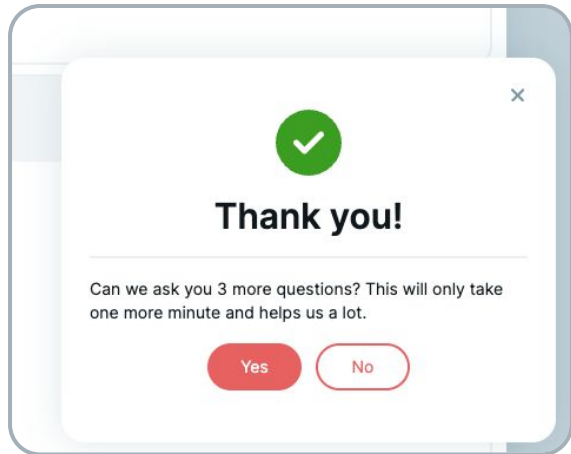 Thank you!
Can we ask you 3 more questions? This will only take
one more minute and helps us a lot.
Yes
No